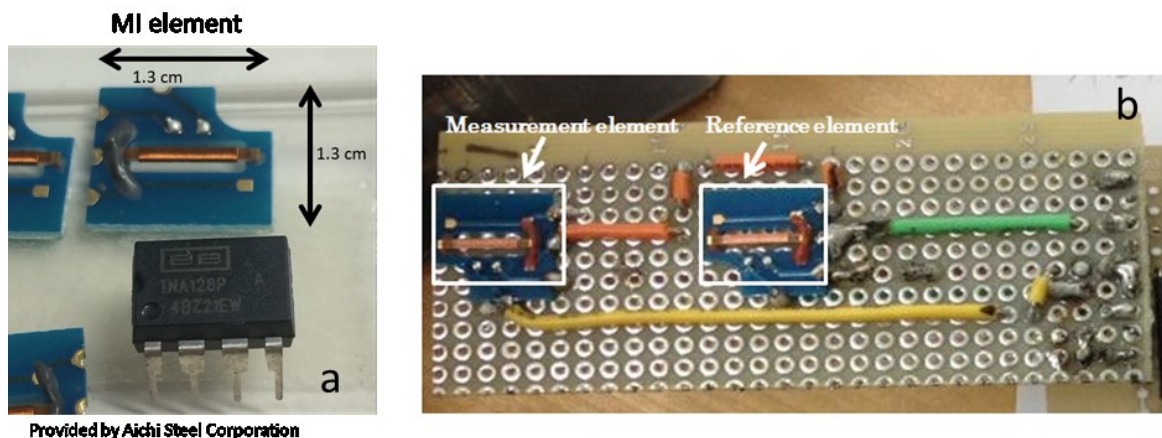 MI element
1.3 cm
1.3 cm
INA128P A
48Z21EW
a
Provided by Aichi Steel Corporation
b
Measurement element
Reference element